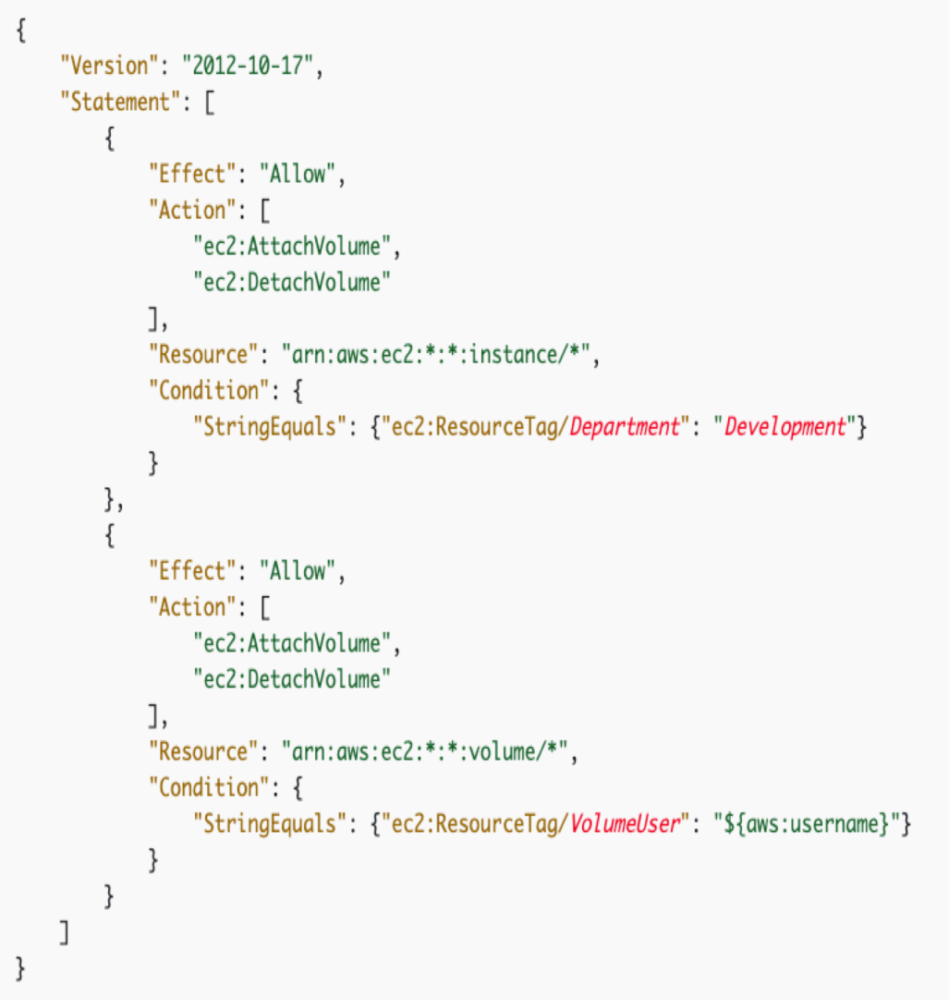 {
    "Version": "2012-10-17",
    "Statement": [
        {
            "Effect": "Allow",
            "Action": [
                "ec2:AttachVolume",
                "ec2:DetachVolume"
            ],
            "Resource": "arn:aws:ec2:*:*:instance/*",
            "Condition": {
                "StringEquals": {"ec2:ResourceTag/Department": "Development"}
            }
        },
        {
            "Effect": "Allow",
            "Action": [
                "ec2:AttachVolume",
                "ec2:DetachVolume"
            ],
            "Resource": "arn:aws:ec2:*:*:volume/*",
            "Condition": {
                "StringEquals": {"ec2:ResourceTag/VolumeUser": "${aws:username}"}
            }
        }
    ]
}